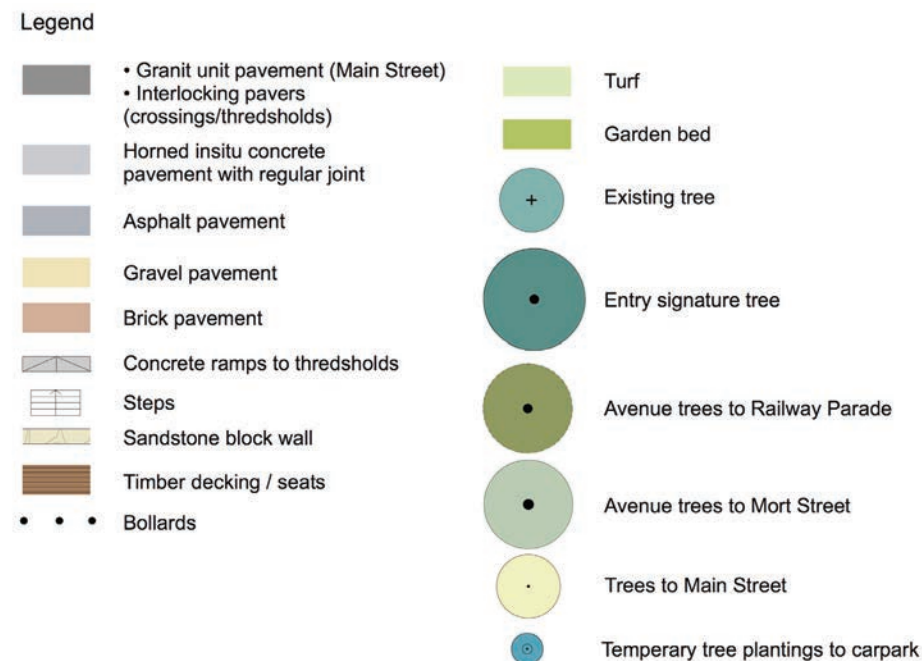 Legend
• Granit unit pavement (Main Street)
• Interlocking pavers
(crossings/thredsholds)
Horned insitu concrete
pavement with regular joint
Asphalt pavement
Gravel pavement
Brick pavement
Concrete ramps to thredsholds
Steps
Sandstone block wall
Timber decking / seats
Bollards
Turf
Garden bed
Existing tree
Entry signature tree
Avenue trees to Railway Parade
Avenue trees to Mort Street
Trees to Main Street
Temperary tree plantings to carpark